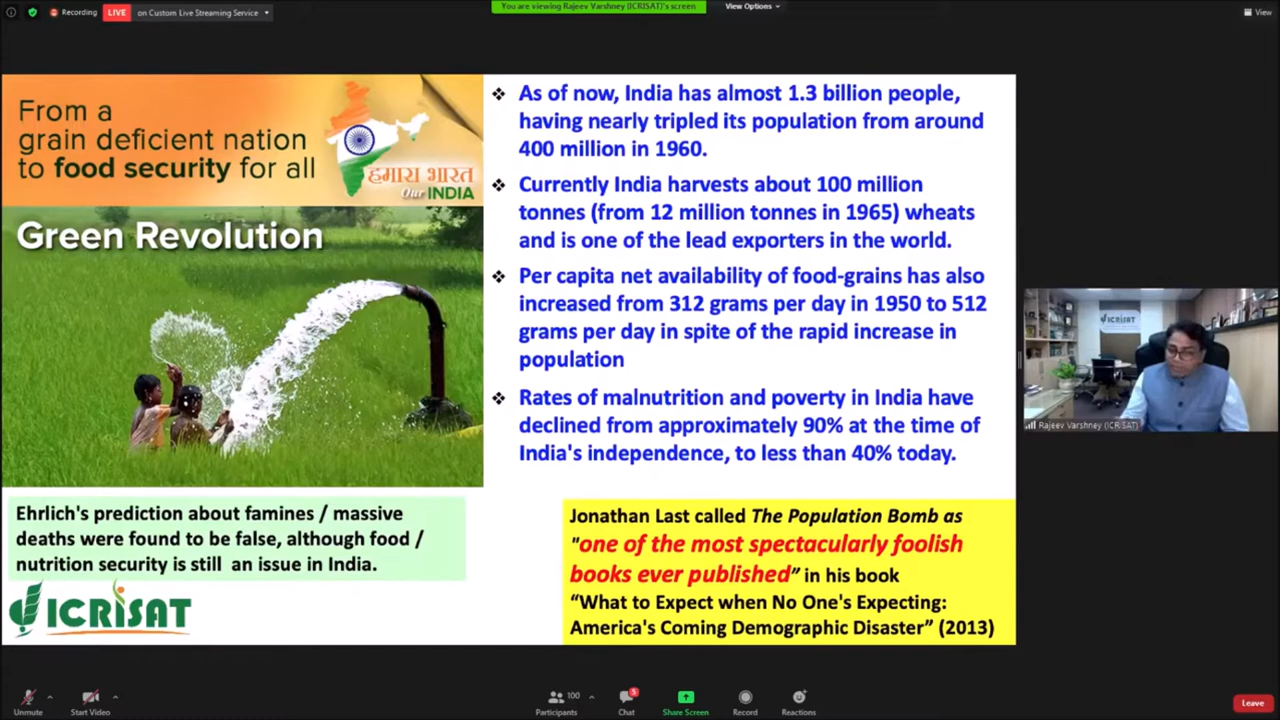 Recording
LIVE
on Custom Live Streaming Service
You are viewing Rajeev Varshney (ICRISAT)'s screen
View Options
View
From a
grain deficient nation
to food security for all
हमारा भारत
Our INDIA
Green Revolution
❖ As of now, India has almost 1.3 billion people,
having nearly tripled its population from around
400 million in 1960.
❖ Currently India harvests about 100 million
tonnes (from 12 million tonnes in 1965) wheats
and is one of the lead exporters in the world.
❖ Per capita net availability of food-grains has also
increased from 312 grams per day in 1950 to 512
grams per day in spite of the rapid increase in
population
❖ Rates of malnutrition and poverty in India have
declined from approximately 90% at the time of
India's independence, to less than 40% today.
Ehrlich's prediction about famines / massive
deaths were found to be false, although food /
nutrition security is still an issue in India.
ICRISAT
Jonathan Last called The Population Bomb as
"one of the most spectacularly foolish
books ever published” in his book
“What to Expect when No One's Expecting:
America's Coming Demographic Disaster” (2013)
ICRISAT
Rajeev Varshney (ICRISAT)
Unmute
Start Video
100
Participants
5
Chat
Share Screen
Record
Reactions
Leave